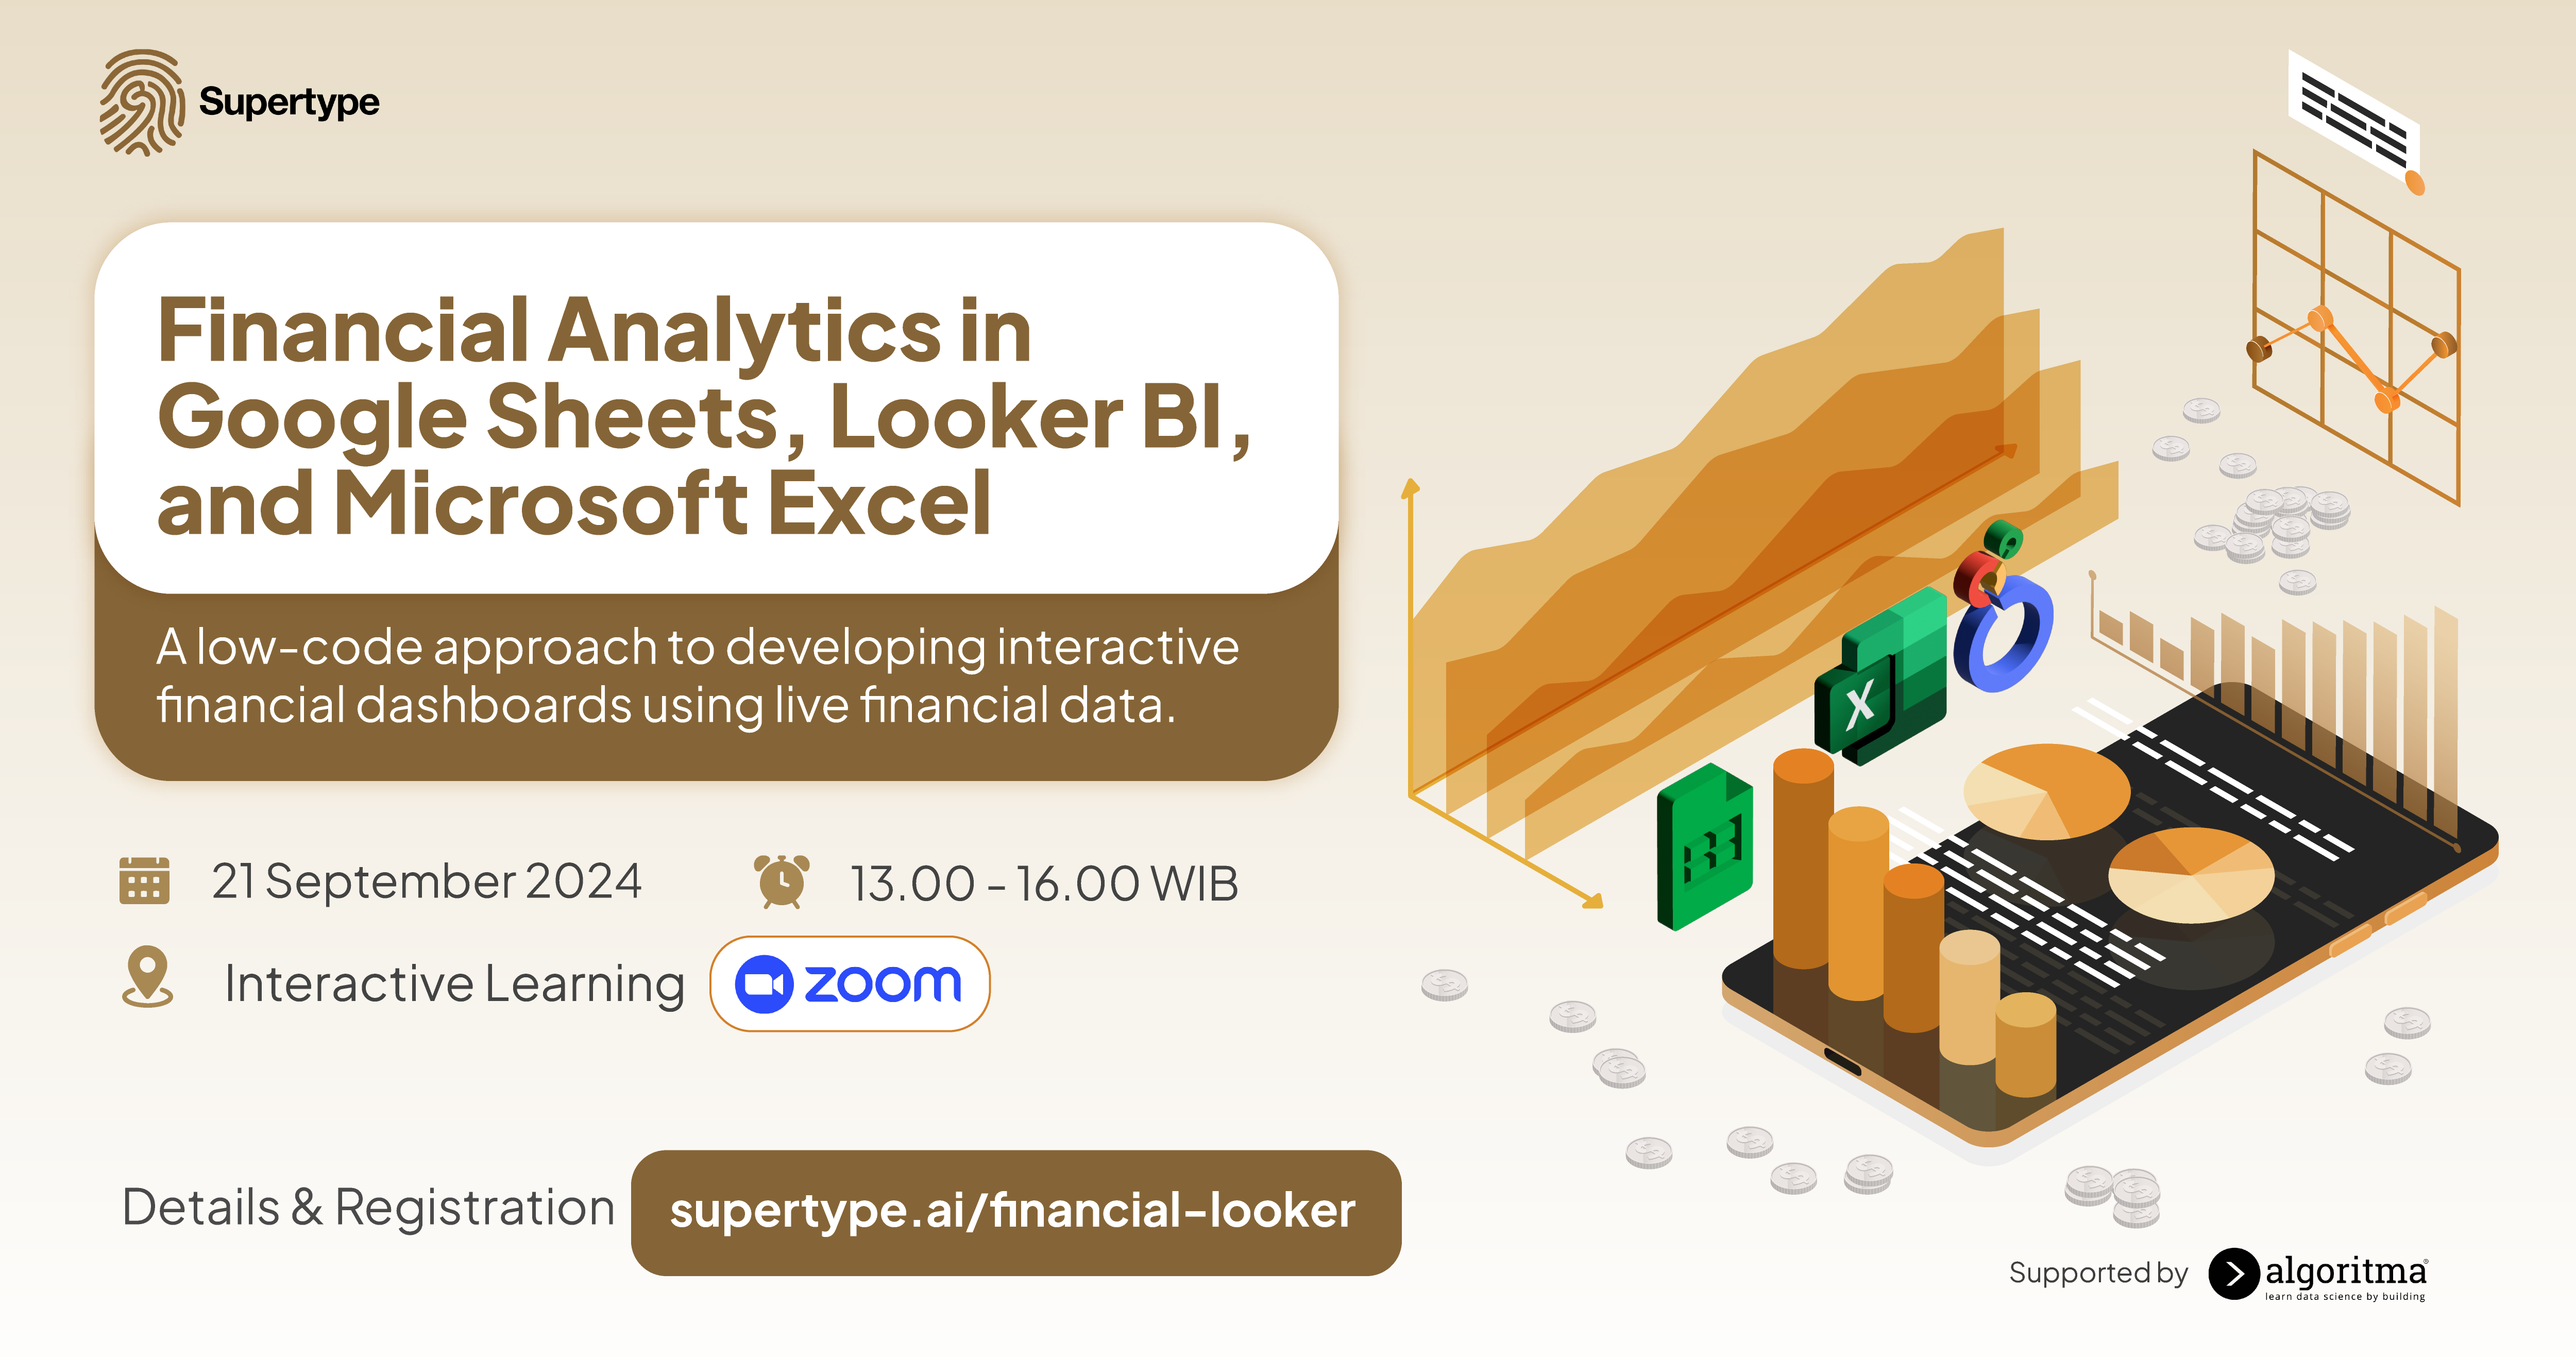 Supertype
Financial Analytics in
Google Sheets, Looker BI,
and Microsoft Excel
A low-code approach to developing interactive
financial dashboards using live financial data.
21 September 2024
13.00 - 16.00 WIB
Interactive Learning
zoom
Details & Registration
supertype.ai/financial-looker
Supported by
algoritma®
learn data science by building